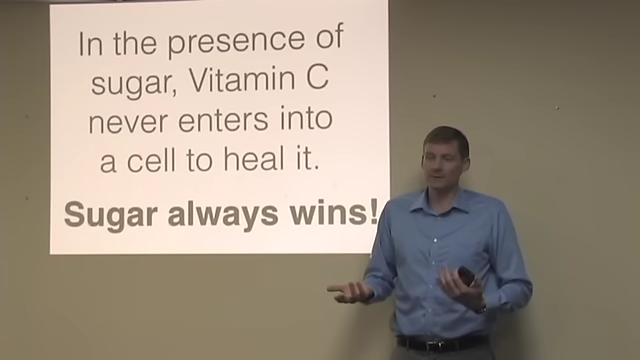 In the presence of
sugar, Vitamin C
never enters into
a cell to heal it.
Sugar always wins!